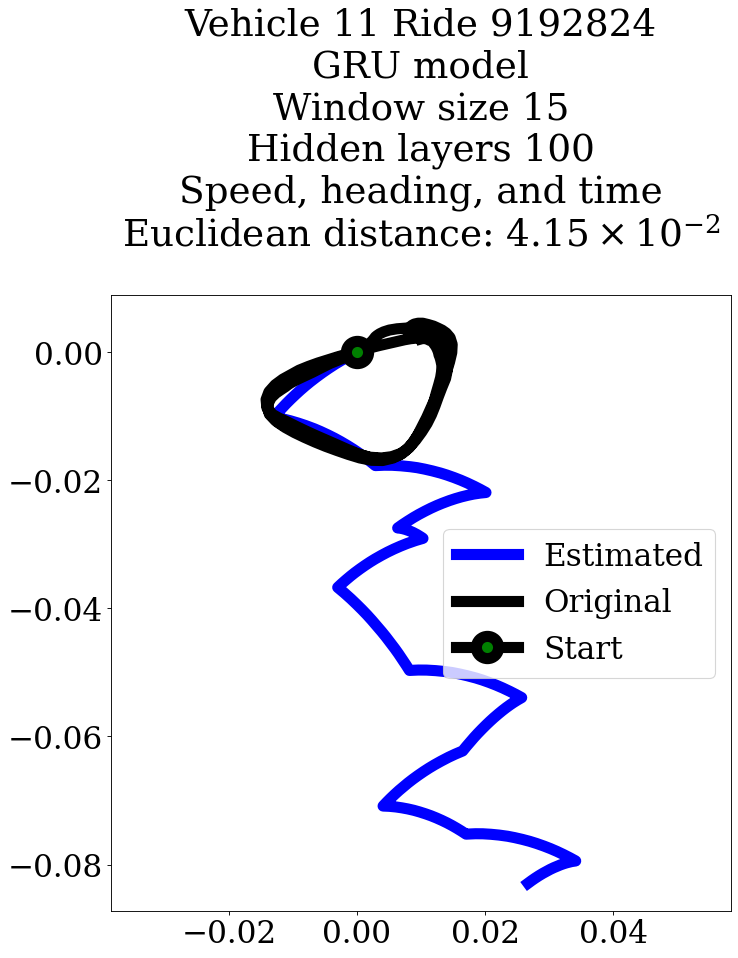 Vehicle 11 Ride 9192824
GRU model
Window size 15
Hidden layers 100
Speed, heading, and time
Euclidean distance: 4.15 × 10⁻²
0.00
−0.02
−0.04
−0.06
−0.08
Estimated
Original
Start
−0.02 0.00 0.02 0.04